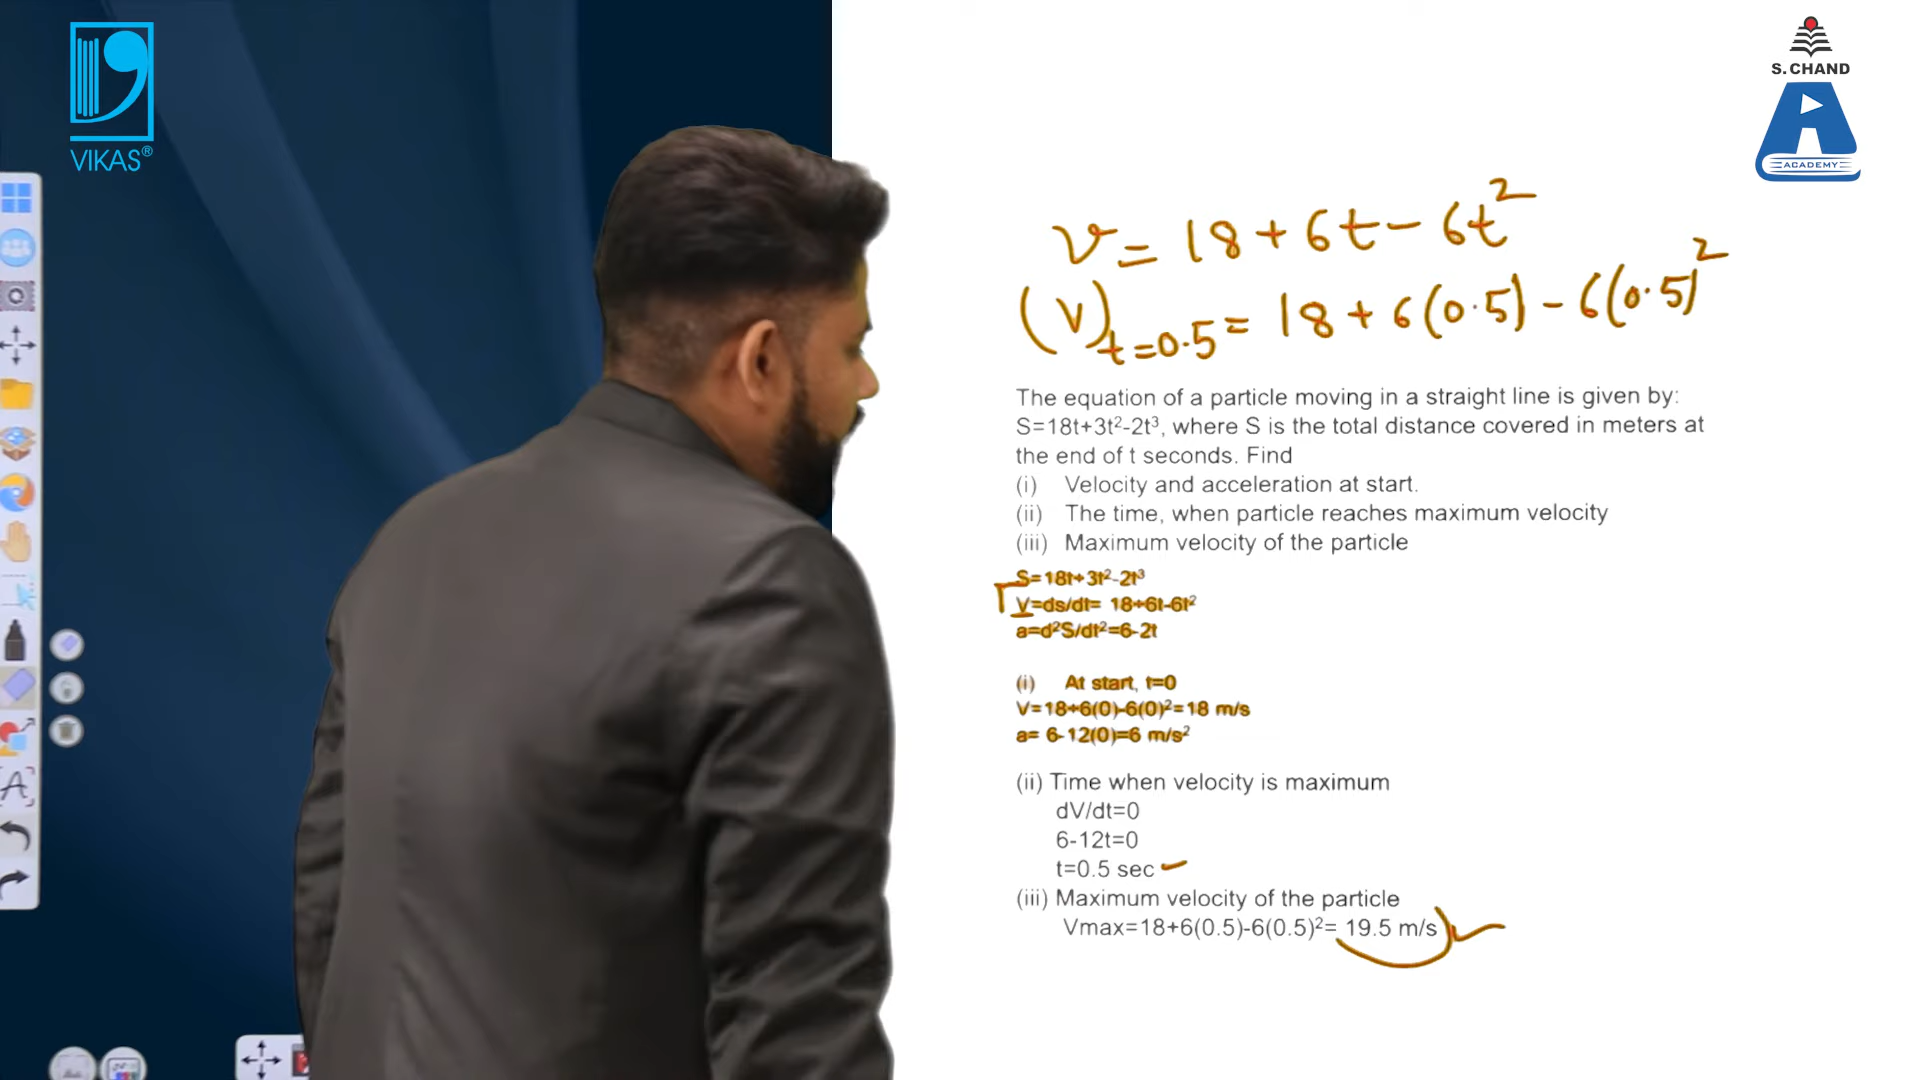 VIKAS®
S. CHAND
ACADEMY
v = 18 + 6t - 6t²
(v)t=0.5 = 18 + 6(0.5) - 6(0.5)²
The equation of a particle moving in a straight line is given by:
S=18t+3t²-2t³, where S is the total distance covered in meters at
the end of t seconds. Find
(i) Velocity and acceleration at start.
(ii) The time, when particle reaches maximum velocity
(iii) Maximum velocity of the particle
S=18t+3t²-2t³
V=ds/dt= 18+6t-6t²
a=d²S/dt²=6-2t
(i) At start, t=0
V=18+6(0)-6(0)²=18 m/s
a= 6-12(0)=6 m/s²
(ii) Time when velocity is maximum
dV/dt=0
6-12t=0
t=0.5 sec
(iii) Maximum velocity of the particle
Vmax=18+6(0.5)-6(0.5)²= 19.5 m/s